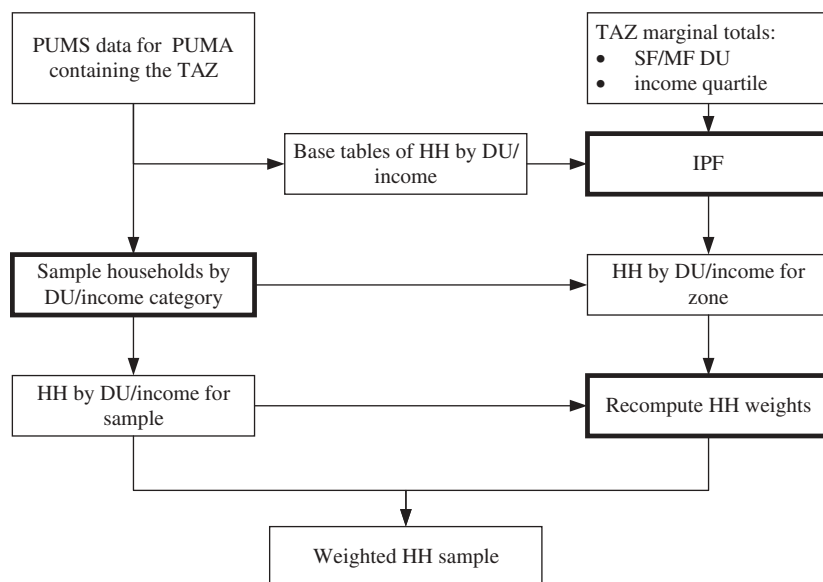 PUMS data for PUMA
containing the TAZ
TAZ marginal totals:
• SF/MF DU
• income quartile
Base tables of HH by DU/
income
IPF
Sample households by
DU/income category
HH by DU/income for
zone
HH by DU/income for
sample
Recompute HH weights
Weighted HH sample